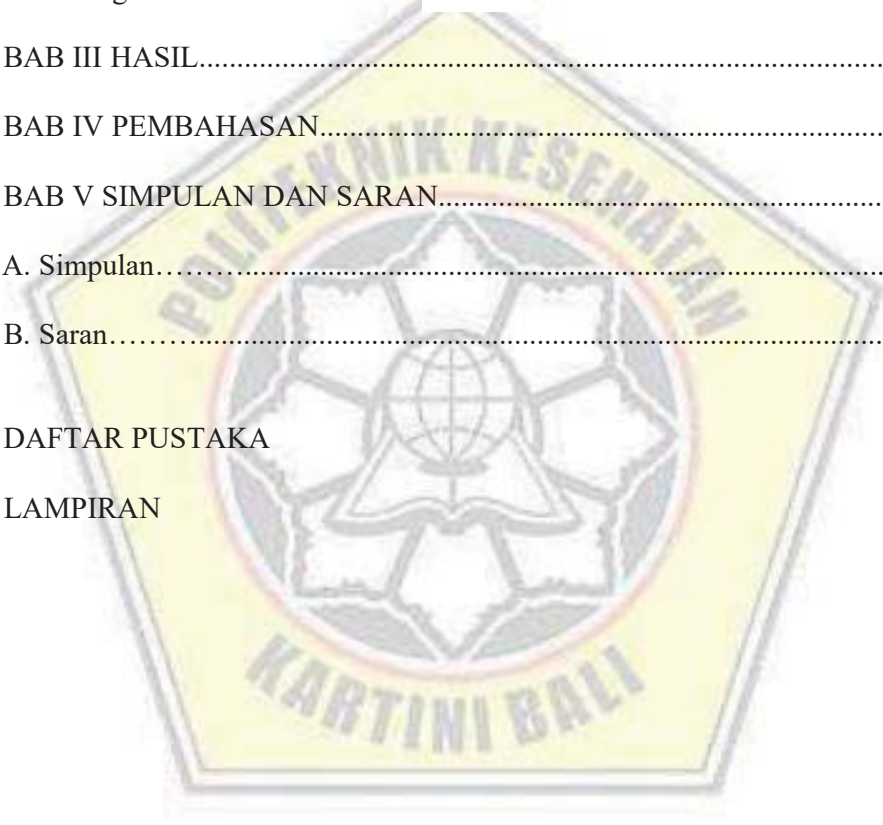 BAB III HASIL
BAB IV PEMBAHASAN
BAB V SIMPULAN DAN SARAN
A. Simpulan
B. Saran
DAFTAR PUSTAKA
LAMPIRAN
POLITEKNIK KESEHATAN
KARTINI BALI